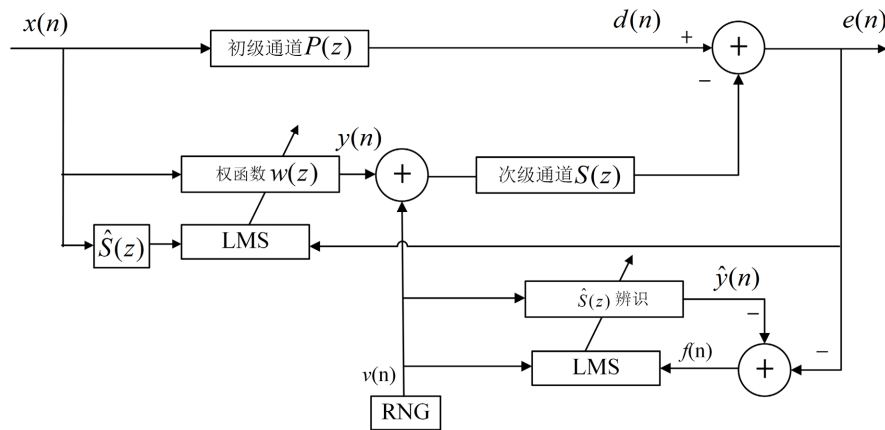 x(n)
d(n)
e(n)
初级通道P(z)
+
+
−
y(n)
权函数w(z)
+
次级通道S(z)
Ŝ(z)
LMS
ŷ(n)
Ŝ(z) 辨识
−
−
v(n)
LMS
f(n)
+
RNG